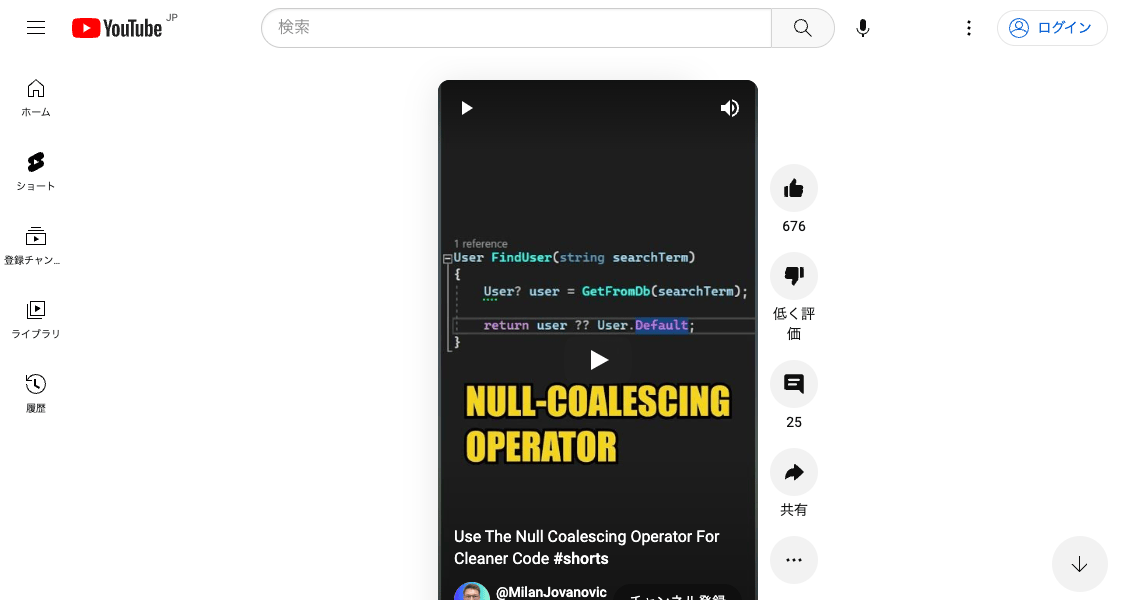 YouTube JP
検索
ログイン
ホーム
ショート
登録チャン...
ライブラリ
履歴
1 reference
User FindUser(string searchTerm)
{
User? user = GetFromDb(searchTerm);
return user ?? User.Default;
}
NULL-COALESCING
OPERATOR
Use The Null Coalescing Operator For
Cleaner Code #shorts
@MilanJovanovic
チャンネル登録
676
低く評
価
25
共有